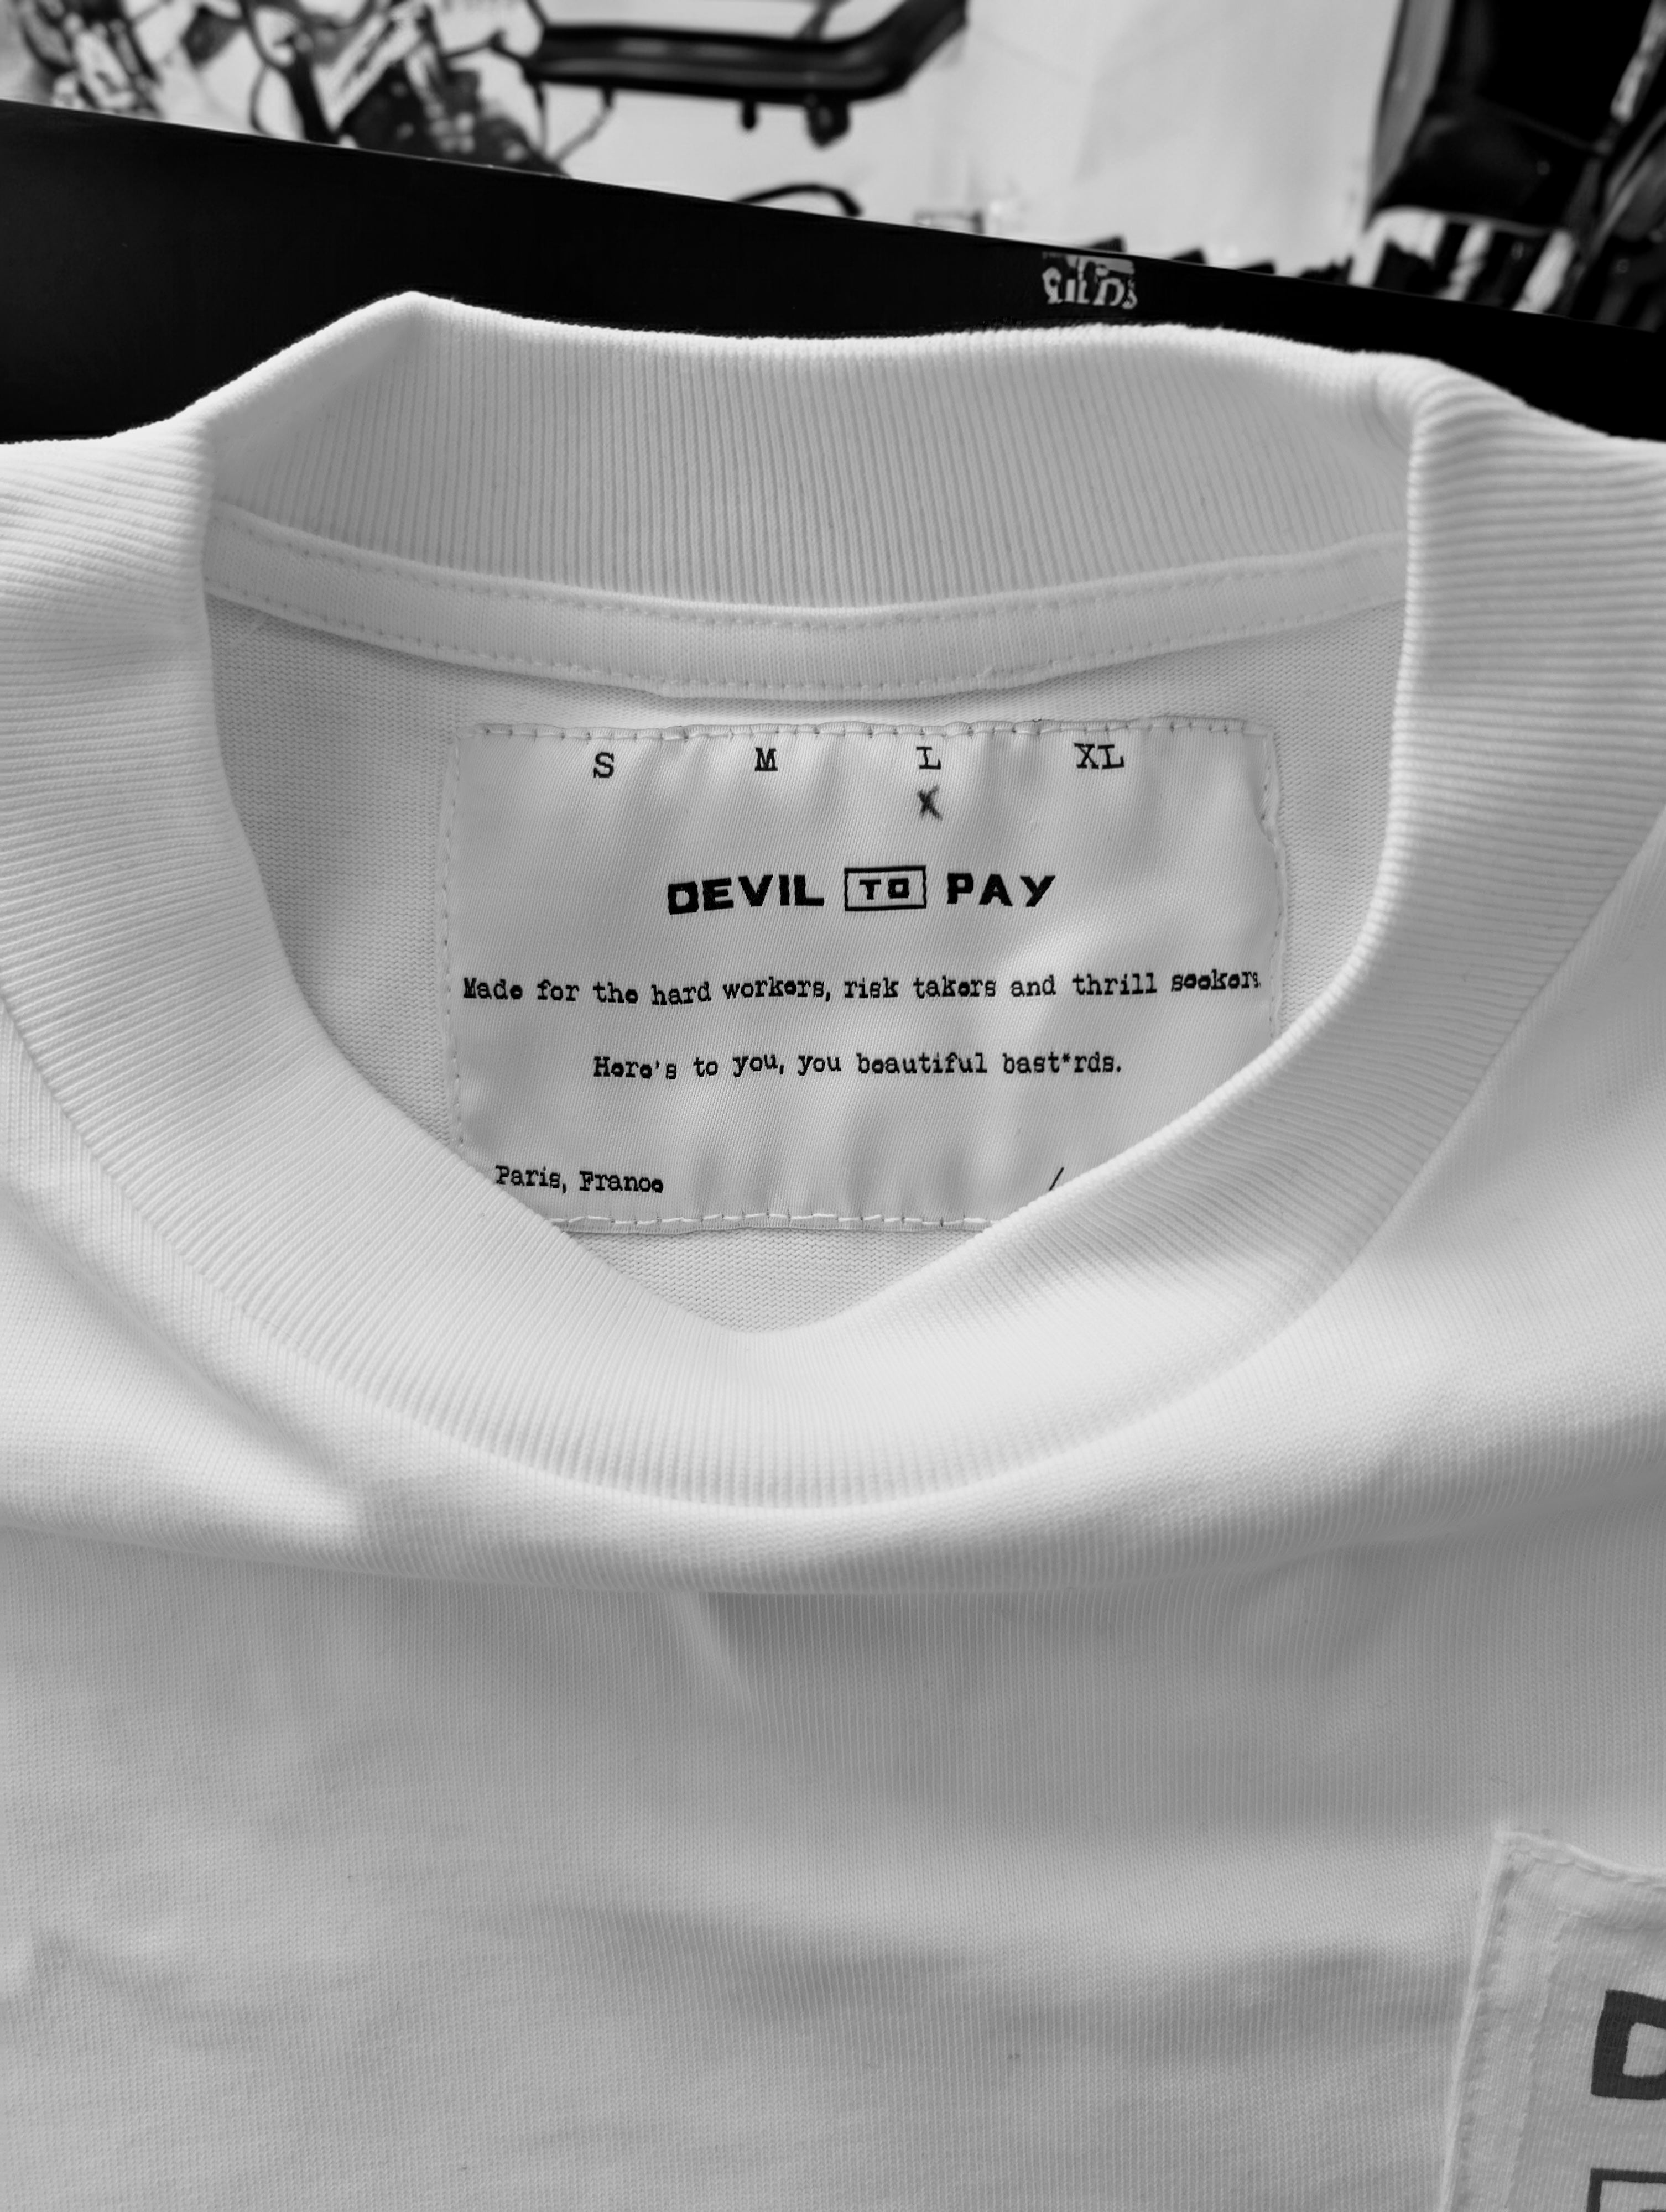 S M L XL
X
DEVIL TO PAY
Made for the hard workers, risk takers and thrill seekers
Here's to you, you beautiful bast*rds.
Paris, France /
D